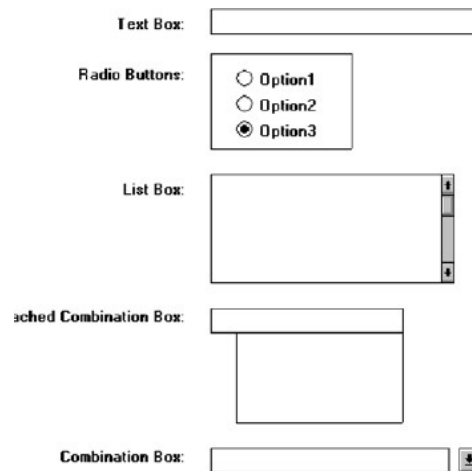 Text Box:
Radio Buttons:
Option1
Option2
Option3
List Box:
ached Combination Box:
Combination Box: